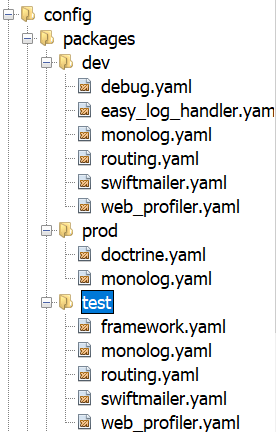 config
packages
dev
debug.yaml
easy_log_handler.yam
monolog.yaml
routing.yaml
swiftmailer.yaml
web_profiler.yaml
prod
doctrine.yaml
monolog.yaml
test
framework.yaml
monolog.yaml
routing.yaml
swiftmailer.yaml
web_profiler.yaml